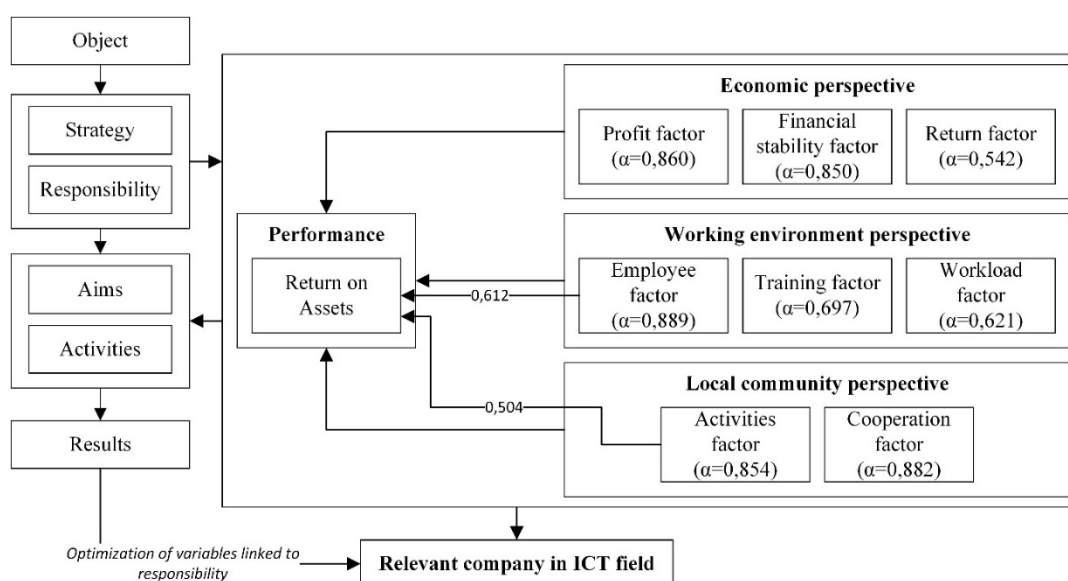 Object
Strategy
Responsibility
Aims
Activities
Results
Optimization of variables linked to
responsibility
Performance
Return on
Assets
Economic perspective
Profit factor
(α=0,860)
Financial
stability factor
(α=0,850)
Return factor
(α=0,542)
Working environment perspective
Employee
factor
(α=0,889)
Training factor
(α=0,697)
Workload
factor
(α=0,621)
0,612
Local community perspective
Activities
factor
(α=0,854)
Cooperation
factor
(α=0,882)
0,504
Relevant company in ICT field